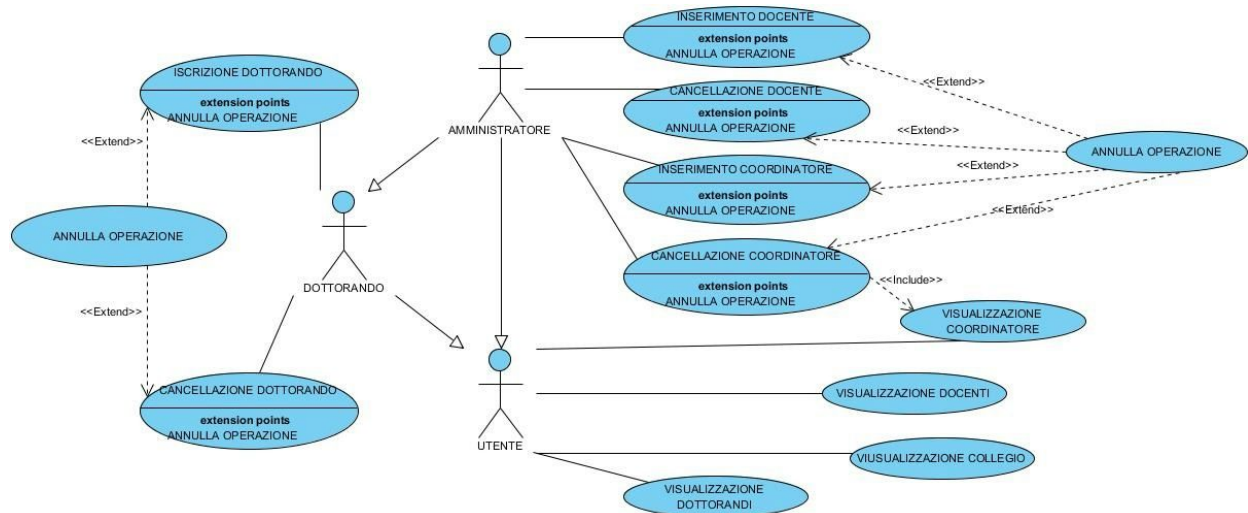 INSERIMENTO DOCENTE
extension points
ANNULLA OPERAZIONE
<<Extend>>
ISCRIZIONE DOTTORANDO
extension points
ANNULLA OPERAZIONE
CANCELLAZIONE DOCENTE
extension points
ANNULLA OPERAZIONE
AMMINISTRATORE
<<Extend>>
<<Extend>>
ANNULLA OPERAZIONE
INSERIMENTO COORDINATORE
extension points
ANNULLA OPERAZIONE
<<Extend>>
<<Extend>>
ANNULLA OPERAZIONE
CANCELLAZIONE COORDINATORE
extension points
ANNULLA OPERAZIONE
<<Include>>
DOTTORANDO
<<Extend>>
VISUALIZZAZIONE
COORDINATORE
CANCELLAZIONE DOTTORANDO
extension points
ANNULLA OPERAZIONE
VISUALIZZAZIONE DOCENTI
UTENTE
VIUSUALIZZAZIONE COLLEGIO
VISUALIZZAZIONE
DOTTORANDI